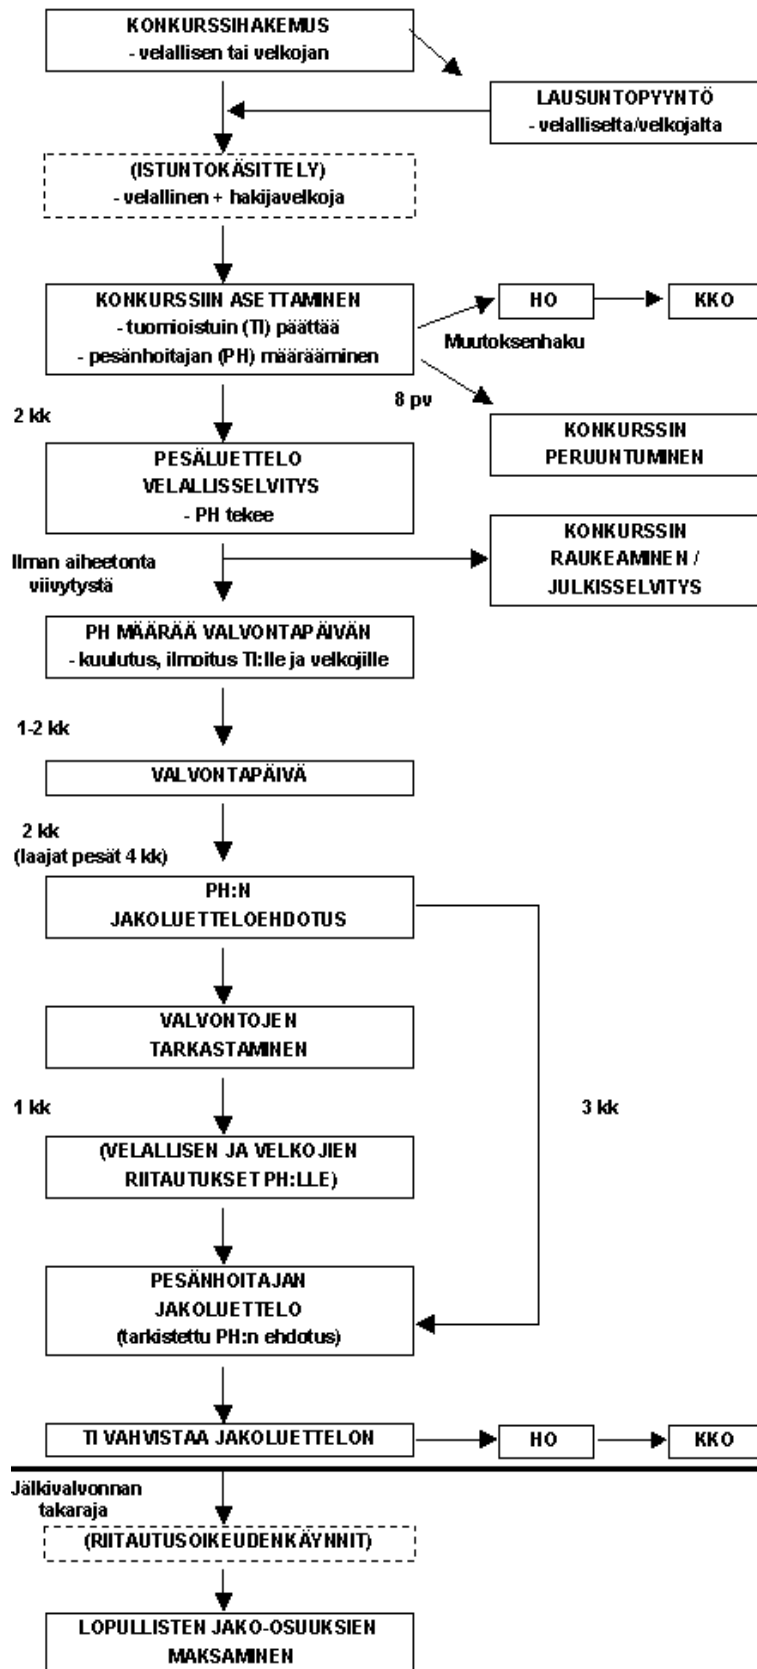 KONKURSSIHAKEMUS
- velallisen tai velkojan
LAUSUNTOPYYNTÖ
- velalliselta/velkojalta
(ISTUNTOKÄSITTELY)
- velallinen + hakijavelkoja
KONKURSSIIN ASETTAMINEN
- tuomioistuin (TI) päättää
- pesänhoitajan (PH) määrääminen
HO
KKO
Muutoksenhaku
8 pv
KONKURSSIN
PERUUNTUMINEN
2 kk
PESÄLUETTELO
VELALLISSELVITYS
- PH tekee
KONKURSSIN
RAUKEAMINEN /
JULKISSELVITYS
Ilman aiheetonta
viivytystä
PH MÄÄRÄÄ VALVONTAPÄIVÄN
- kuulutus, ilmoitus TI:lle ja velkojille
1-2 kk
VALVONTAPÄIVÄ
2 kk
(laajat pesät 4 kk)
PH:N
JAKOLUETTELOEHDOTUS
VALVONTOJEN
TARKASTAMINEN
1 kk
3 kk
(VELALLISEN JA VELKOJIEN
RIITAUTUKSET PH:LLE)
PESÄNHOITAJAN
JAKOLUETTELO
(tarkistettu PH:n ehdotus)
TI VAHVISTAA JAKOLUETTELON
HO
KKO
Jälkivalvonnan
takaraja
(RIITAUTUSOIKEUDENKÄYNNIT)
LOPULLISTEN JAKO-OSUUKSIEN
MAKSAMINEN